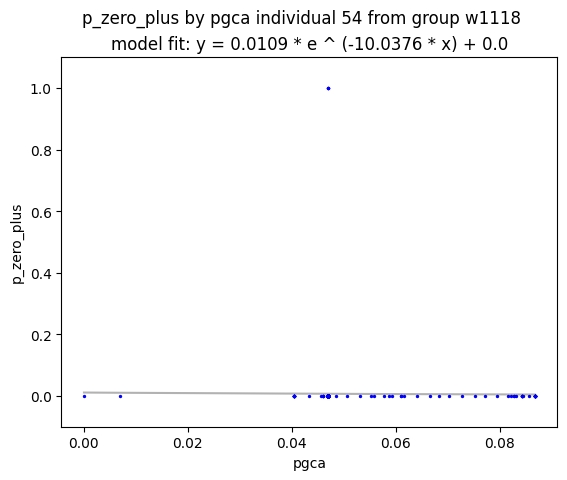 p_zero_plus by pgca individual 54 from group w1118
model fit: y = 0.0109 * e ^ (-10.0376 * x) + 0.0
1.0
0.8
0.6
0.4
0.2
0.0
p_zero_plus
0.00 0.02 0.04 0.06 0.08
pgca